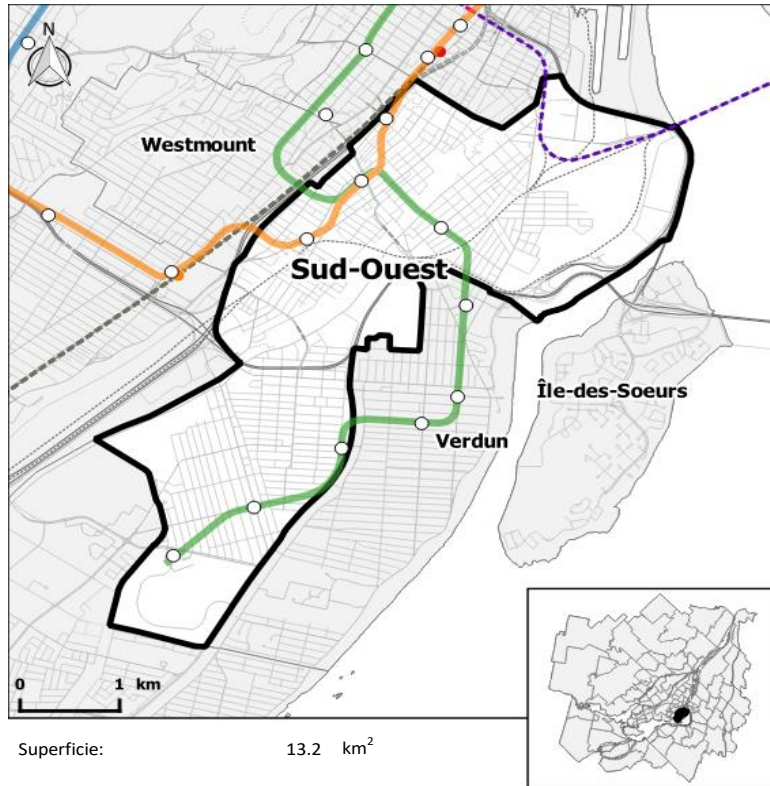 N
Westmount
Sud-Ouest
Île-des-Soeurs
Verdun
0 1 km
Superficie: 13.2 km²